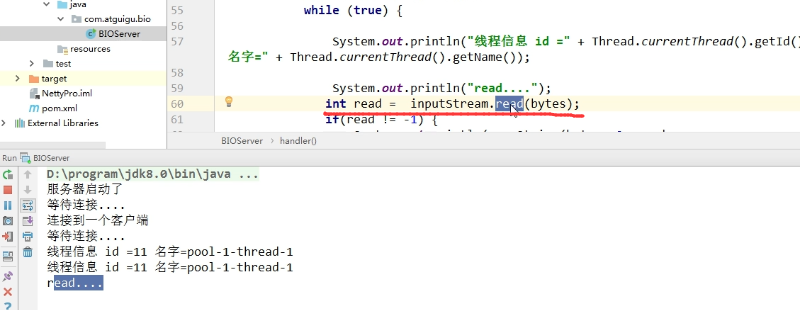 java
com.atguigu.bio
BIOServer
resources
test
target
NettyPro.iml
pom.xml
External Libraries
55 while (true) {
56
57 System.out.println("线程信息 id =" + Thread.currentThread().getId()
名字=" + Thread.currentThread().getName());
58
59 System.out.println("read....");
60 int read = inputStream.read(bytes);
61 if(read != -1) {
BIOServer › handler()
Run BIOServer
D:\program\jdk8.0\bin\java ...
服务器启动了
等待连接....
连接到一个客户端
等待连接....
线程信息 id =11 名字=pool-1-thread-1
线程信息 id =11 名字=pool-1-thread-1
read....